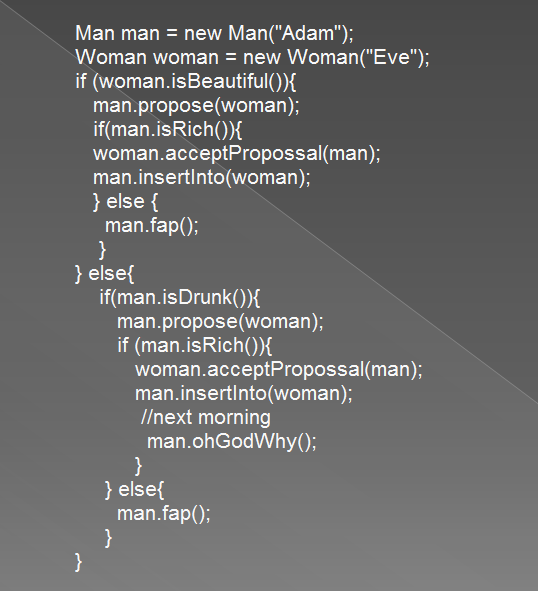 Man man = new Man("Adam");
Woman woman = new Woman("Eve");
if (woman.isBeautiful()){
man.propose(woman);
if(man.isRich()){
woman.acceptPropossal(man);
man.insertInto(woman);
} else {
man.fap();
}
} else{
if(man.isDrunk()){
man.propose(woman);
if (man.isRich()){
woman.acceptPropossal(man);
man.insertInto(woman);
//next morning
man.ohGodWhy();
}
} else{
man.fap();
}
}